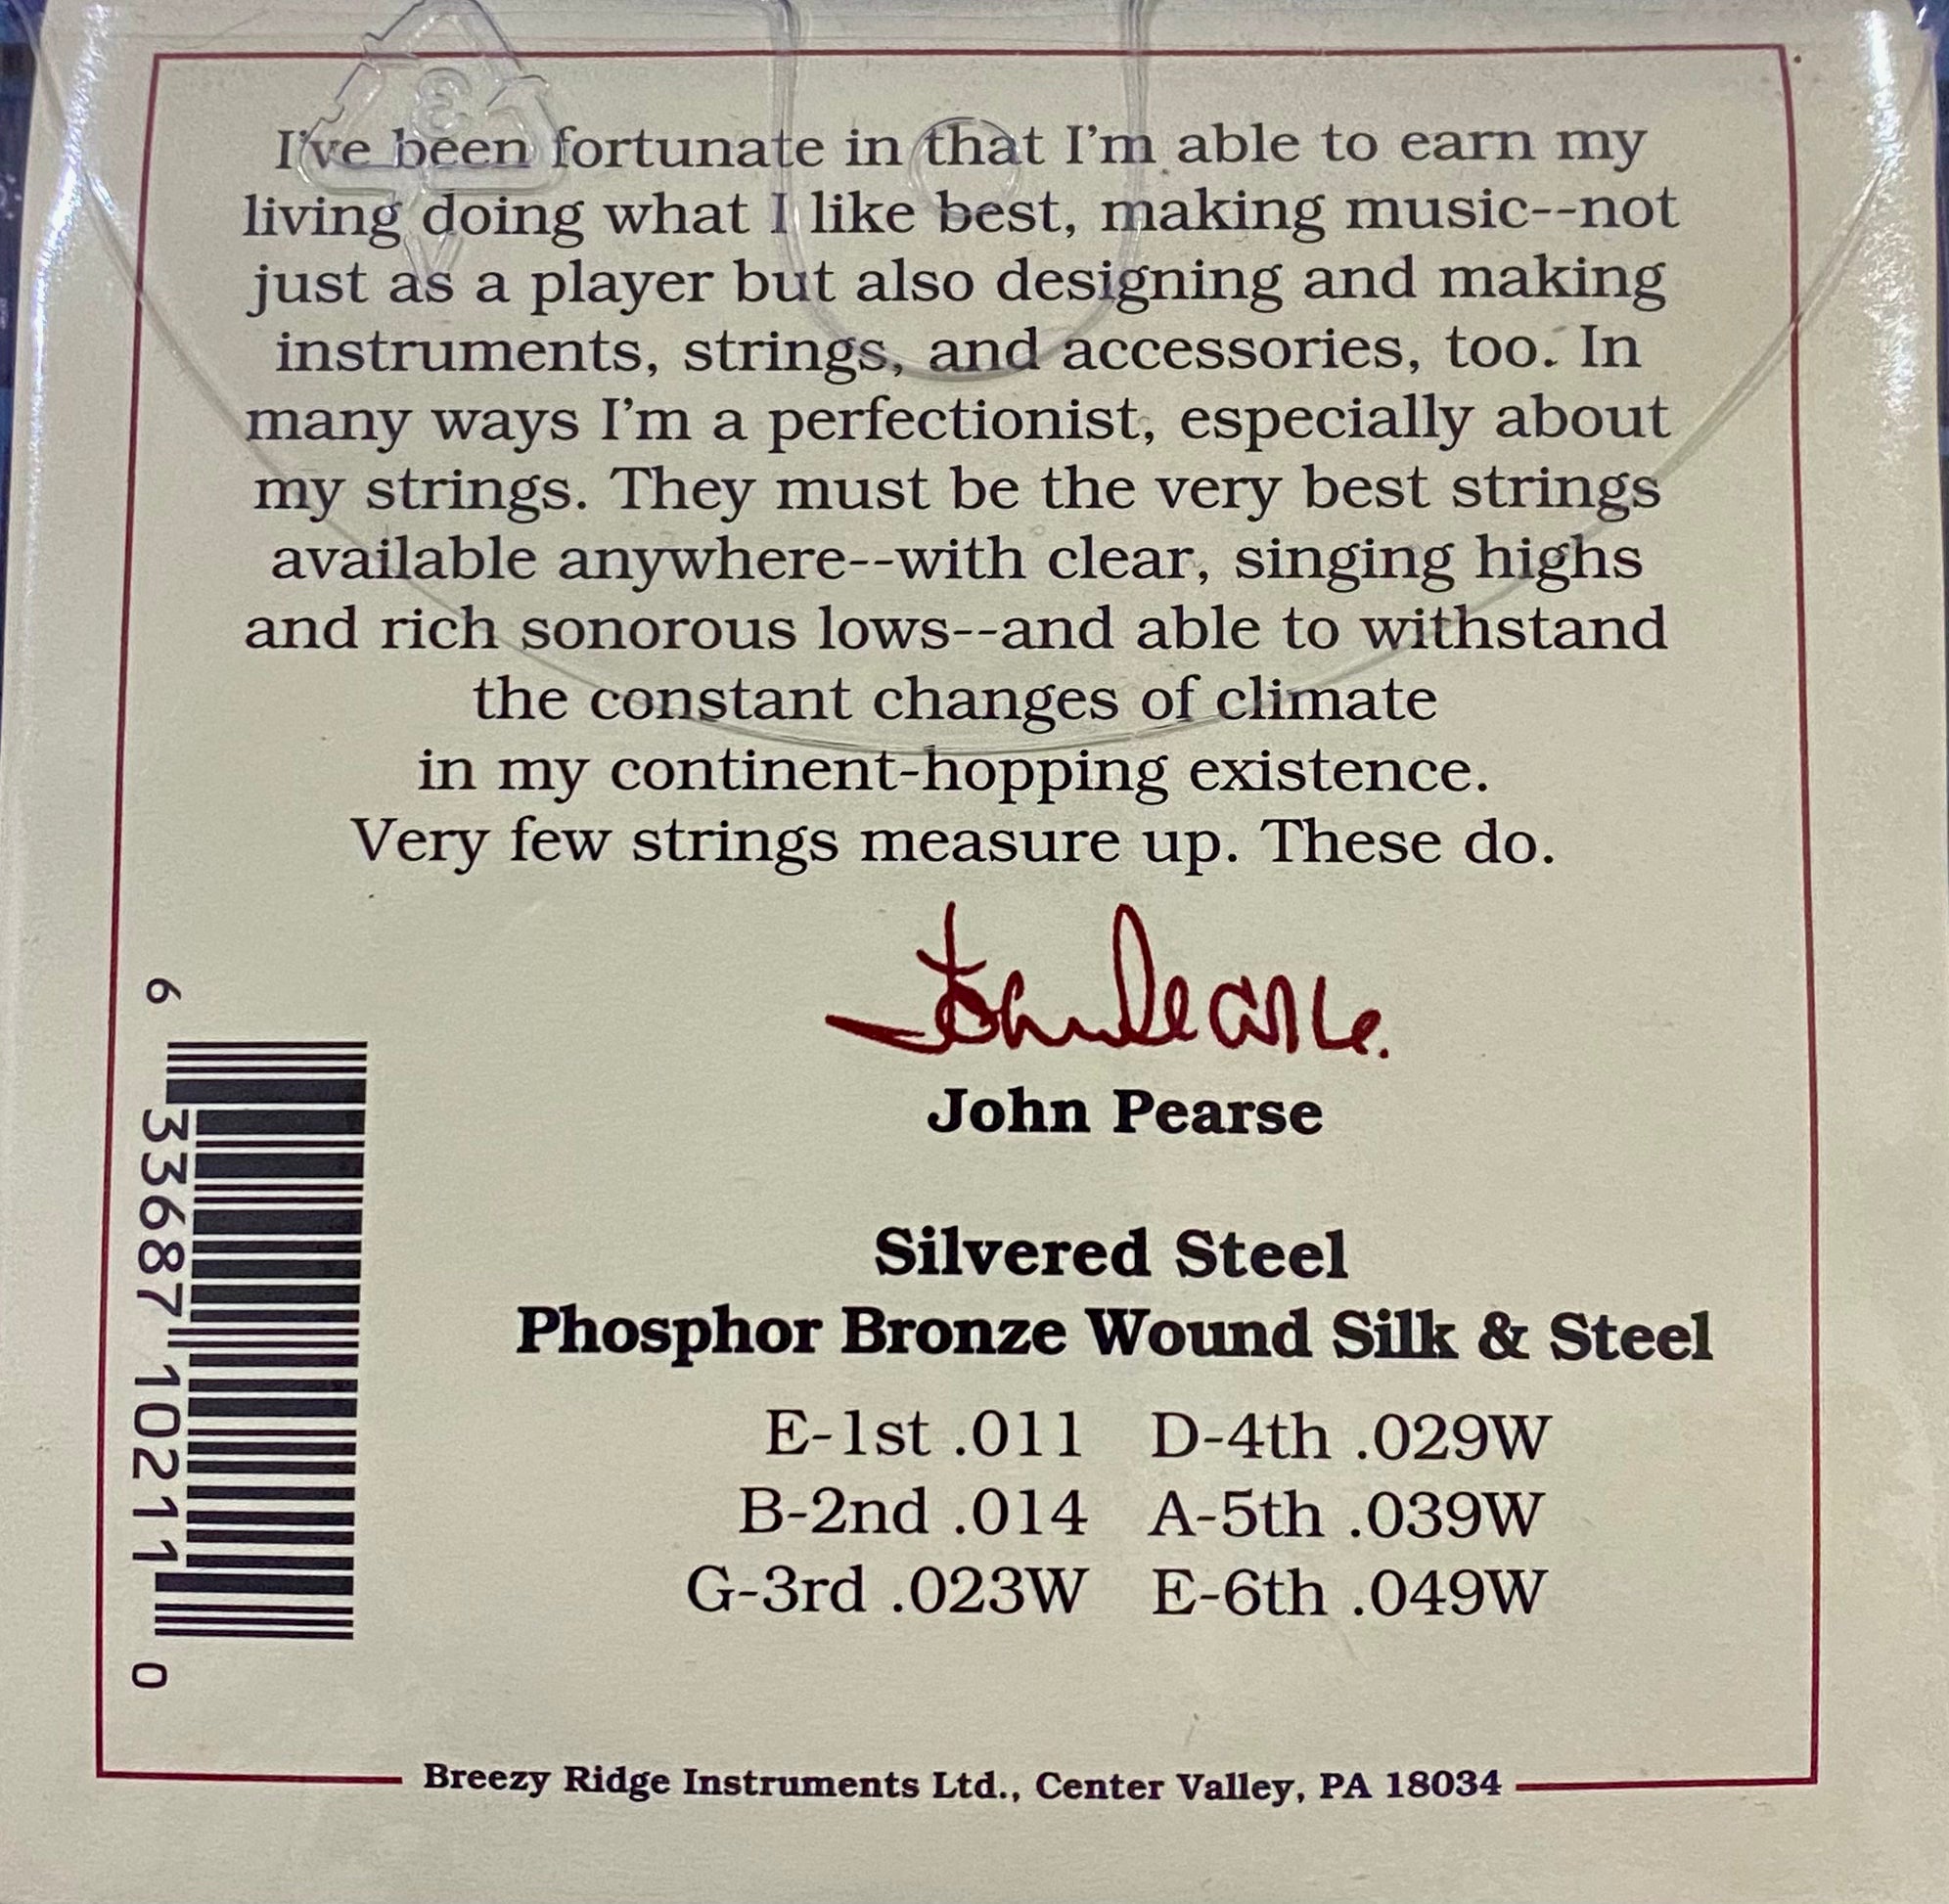 I've been fortunate in that I'm able to earn my
living doing what I like best, making music--not
just as a player but also designing and making
instruments, strings, and accessories, too. In
many ways I'm a perfectionist, especially about
my strings. They must be the very best strings
available anywhere--with clear, singing highs
and rich sonorous lows--and able to withstand
the constant changes of climate
in my continent-hopping existence.
Very few strings measure up. These do.
John Pearse.
John Pearse
Silvered Steel
Phosphor Bronze Wound Silk & Steel
E-1st .011 D-4th .029W
B-2nd .014 A-5th .039W
G-3rd .023W E-6th .049W
6 33687 10211 0
Breezy Ridge Instruments Ltd., Center Valley, PA 18034
3